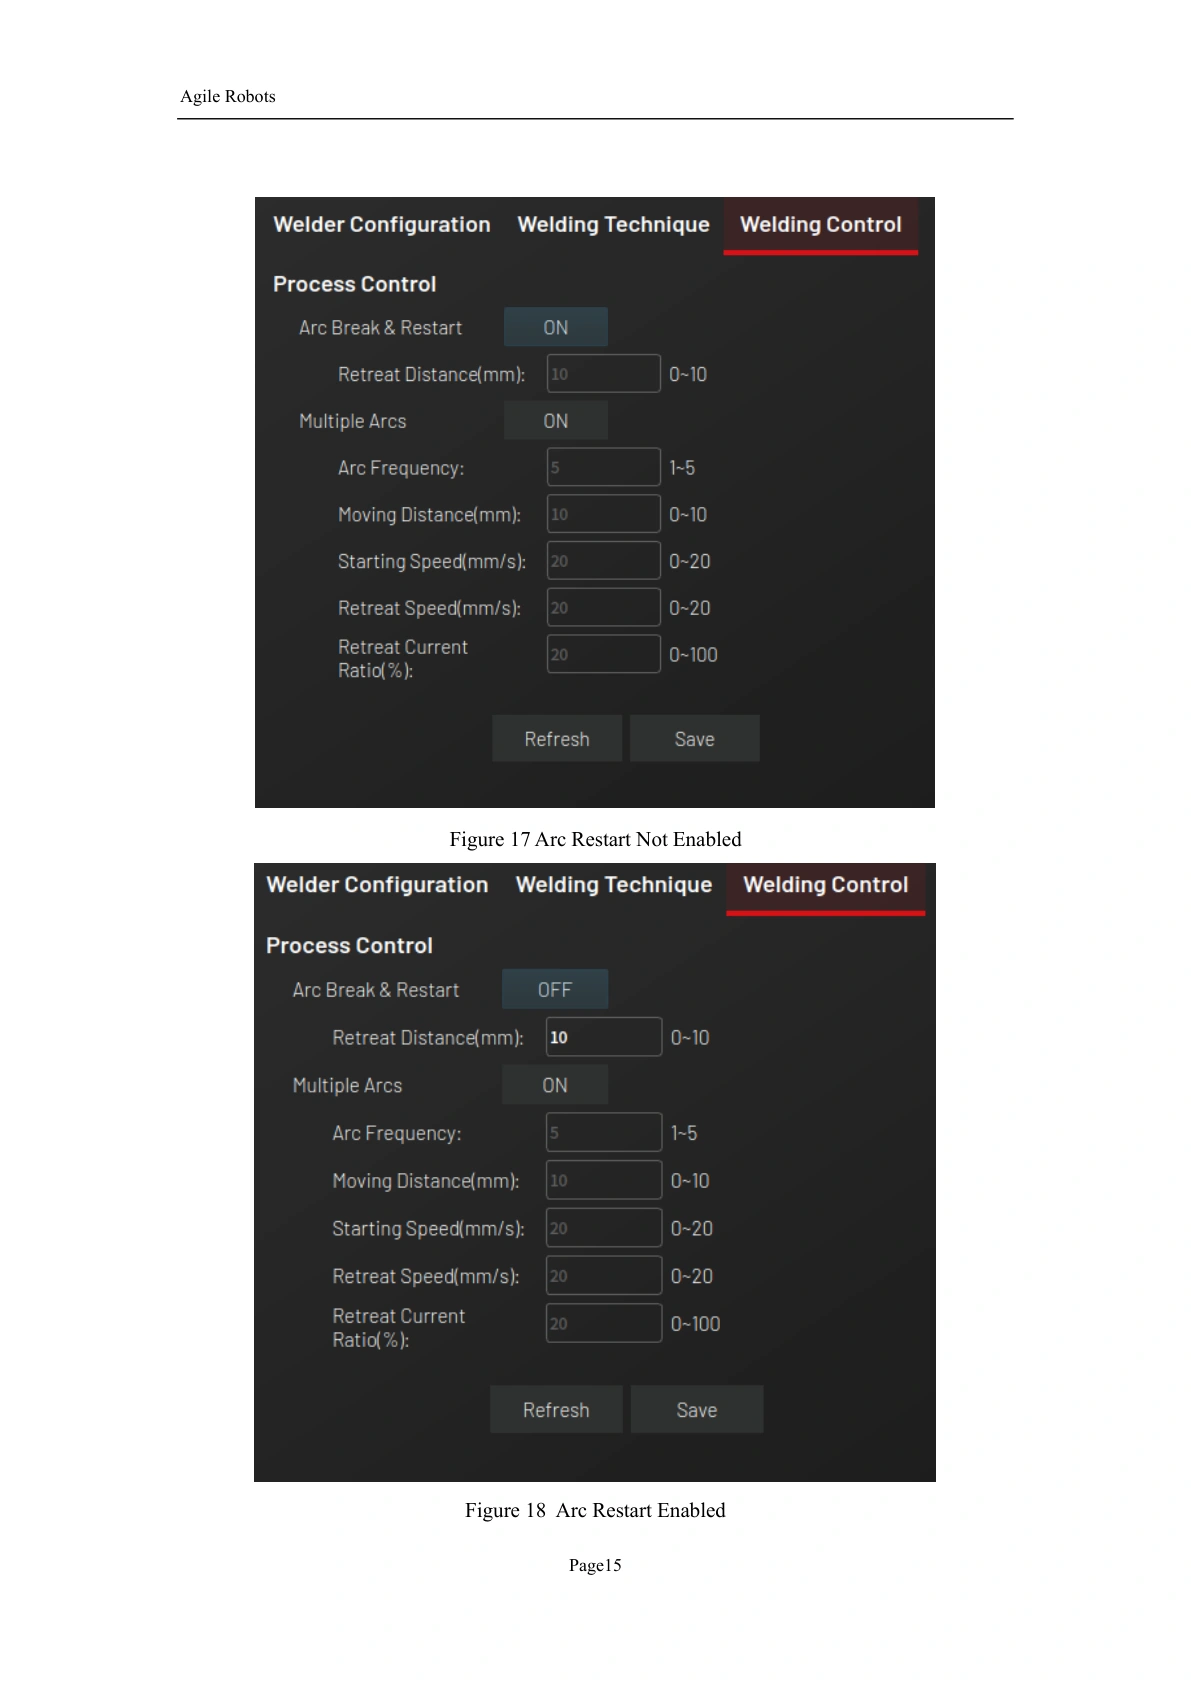 Agile Robots
Welder Configuration Welding Technique Welding Control
Process Control
Arc Break & Restart ON
Retreat Distance(mm): 10 0~10
Multiple Arcs ON
Arc Frequency: 5 1~5
Moving Distance(mm): 10 0~10
Starting Speed(mm/s): 20 0~20
Retreat Speed(mm/s): 20 0~20
Retreat Current
Ratio(%): 20 0~100
Refresh Save
Figure 17 Arc Restart Not Enabled
Welder Configuration Welding Technique Welding Control
Process Control
Arc Break & Restart OFF
Retreat Distance(mm): 10 0~10
Multiple Arcs ON
Arc Frequency: 5 1~5
Moving Distance(mm): 10 0~10
Starting Speed(mm/s): 20 0~20
Retreat Speed(mm/s): 20 0~20
Retreat Current
Ratio(%): 20 0~100
Refresh Save
Figure 18 Arc Restart Enabled
Page15